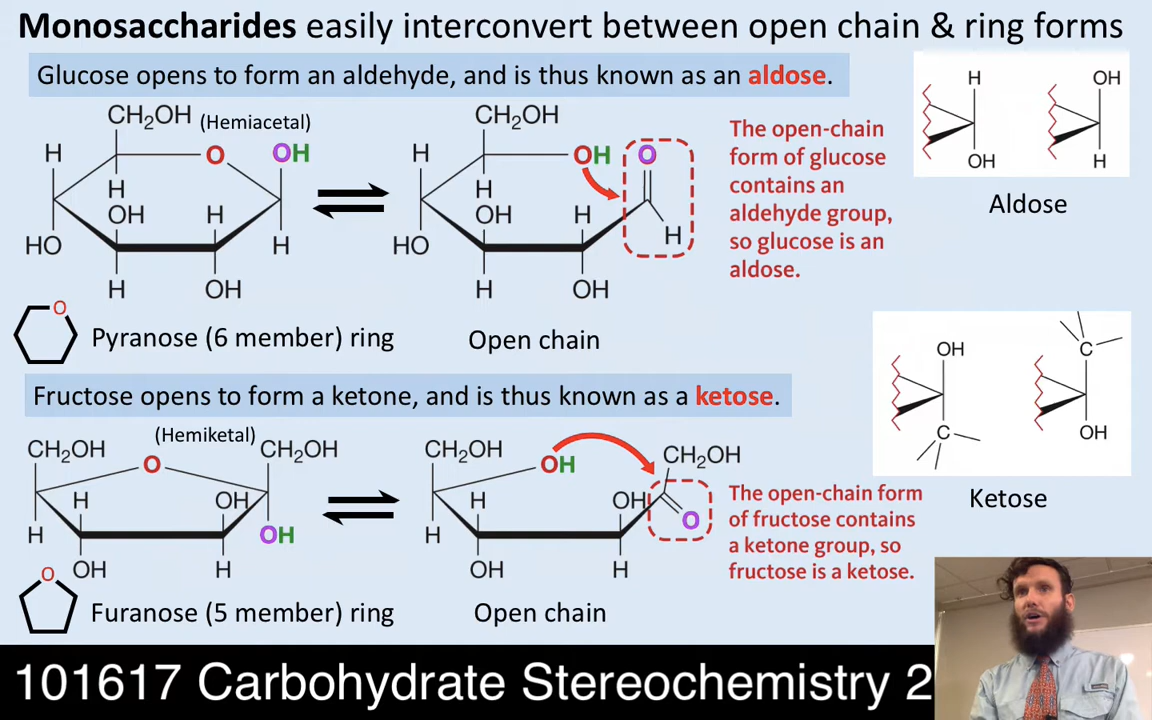 Monosaccharides easily interconvert between open chain & ring forms
Glucose opens to form an aldehyde, and is thus known as an aldose.
CH₂OH (Hemiacetal)
H O OH
H
OH H
HO H
H OH
Pyranose (6 member) ring
O
CH₂OH
H OH O
H
OH H H
HO
H OH
Open chain
The open-chain
form of glucose
contains an
aldehyde group,
so glucose is an
aldose.
H OH
OH H
Aldose
Fructose opens to form a ketone, and is thus known as a ketose.
CH₂OH (Hemiketal) CH₂OH
O
H OH
H OH
OH H
O
Furanose (5 member) ring
CH₂OH OH CH₂OH
H OH O
H
OH H
Open chain
The open-chain form
of fructose contains
a ketone group, so
fructose is a ketose.
OH C
C OH
Ketose
101617 Carbohydrate Stereochemistry 2